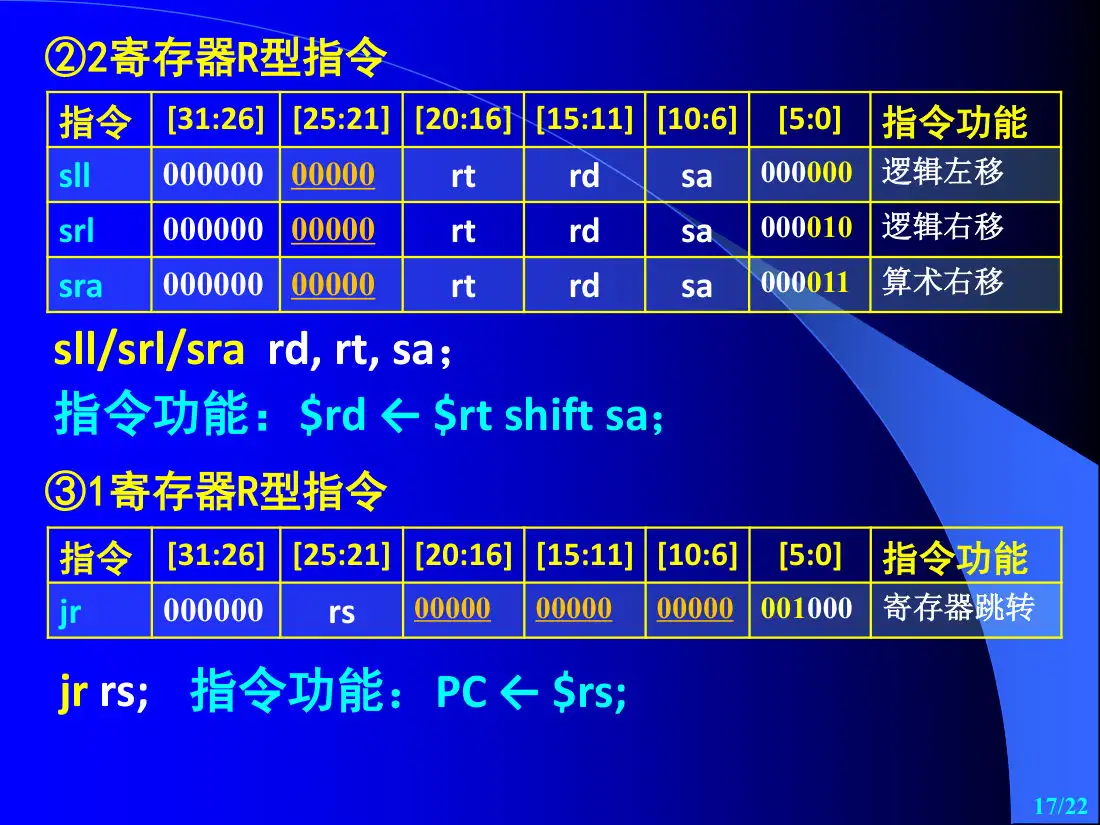 ②2寄存器R型指令
指令 [31:26] [25:21] [20:16] [15:11] [10:6] [5:0] 指令功能
sll 000000 00000 rt rd sa 000000 逻辑左移
srl 000000 00000 rt rd sa 000010 逻辑右移
sra 000000 00000 rt rd sa 000011 算术右移
sll/srl/sra rd, rt, sa；
指令功能：$rd ← $rt shift sa；
③1寄存器R型指令
指令 [31:26] [25:21] [20:16] [15:11] [10:6] [5:0] 指令功能
jr 000000 rs 00000 00000 00000 001000 寄存器跳转
jr rs; 指令功能：PC ← $rs;
17/22